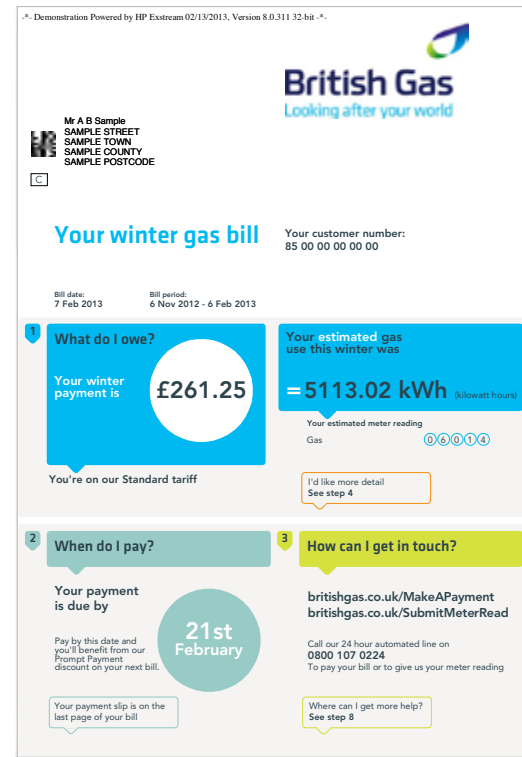 -*- Demonstration Powered by HP Exstream 02/13/2013, Version 8.0.311 32-bit -*-
British Gas
Looking after your world
Mr A B Sample
SAMPLE STREET
SAMPLE TOWN
SAMPLE COUNTY
SAMPLE POSTCODE
C
Your winter gas bill
Your customer number:
85 00 00 00 00 00
Bill date:
7 Feb 2013
Bill period:
6 Nov 2012 - 6 Feb 2013
1
What do I owe?
Your winter
payment is
£261.25
You're on our Standard tariff
Your estimated gas
use this winter was
= 5113.02 kWh (kilowatt hours)
Your estimated meter reading
Gas 0 6 0 1 4
I'd like more detail
See step 4
2
When do I pay?
Your payment
is due by
21st
February
Pay by this date and
you'll benefit from our
Prompt Payment
discount on your next bill.
Your payment slip is on the
last page of your bill
3
How can I get in touch?
britishgas.co.uk/MakeAPayment
britishgas.co.uk/SubmitMeterRead
Call our 24 hour automated line on
0800 107 0224
To pay your bill or to give us your meter reading
Where can I get more help?
See step 8